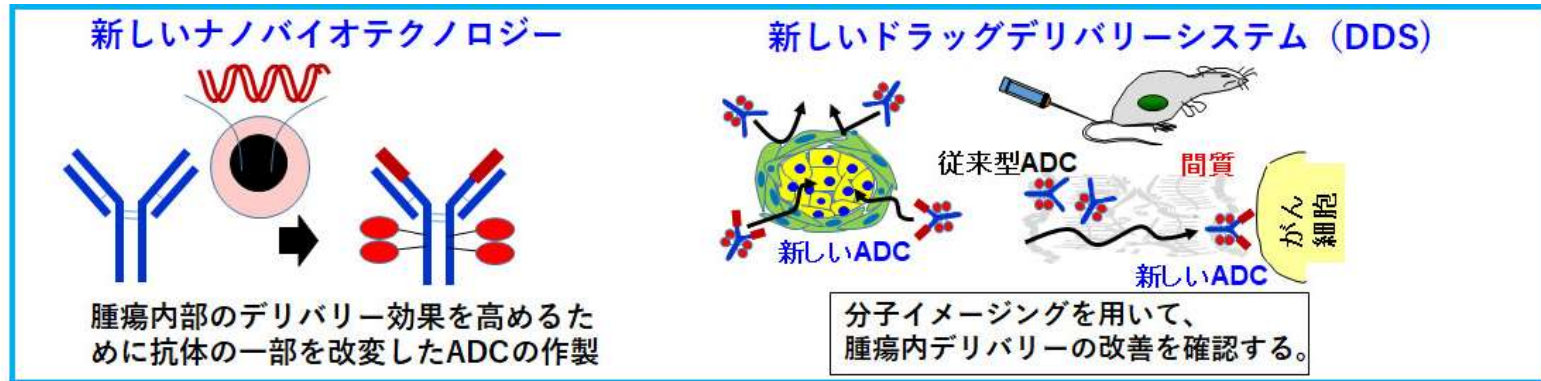 新しいナノバイオテクノロジー
腫瘍内部のデリバリー効果を高めるた
めに抗体の一部を改変したADCの作製
新しいドラッグデリバリーシステム（DDS）
従来型ADC
間質
新しいADC
がん
細胞
新しいADC
分子イメージングを用いて、
腫瘍内デリバリーの改善を確認する。